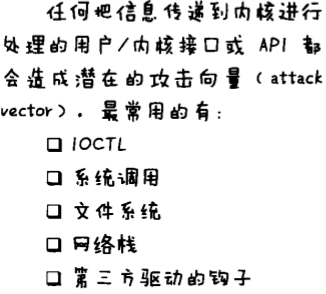 任何把信息传递到内核进行
处理的用户/内核接口或 API 都
会造成潜在的攻击向量（attack
vector）。最常用的有：
□ IOCTL
□ 系统调用
□ 文件系统
□ 网络栈
□ 第三方驱动的钩子